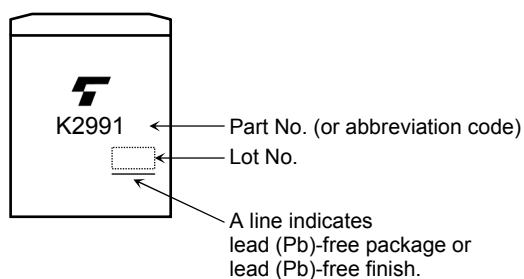 K2991
Part No. (or abbreviation code)
Lot No.
A line indicates
lead (Pb)-free package or
lead (Pb)-free finish.